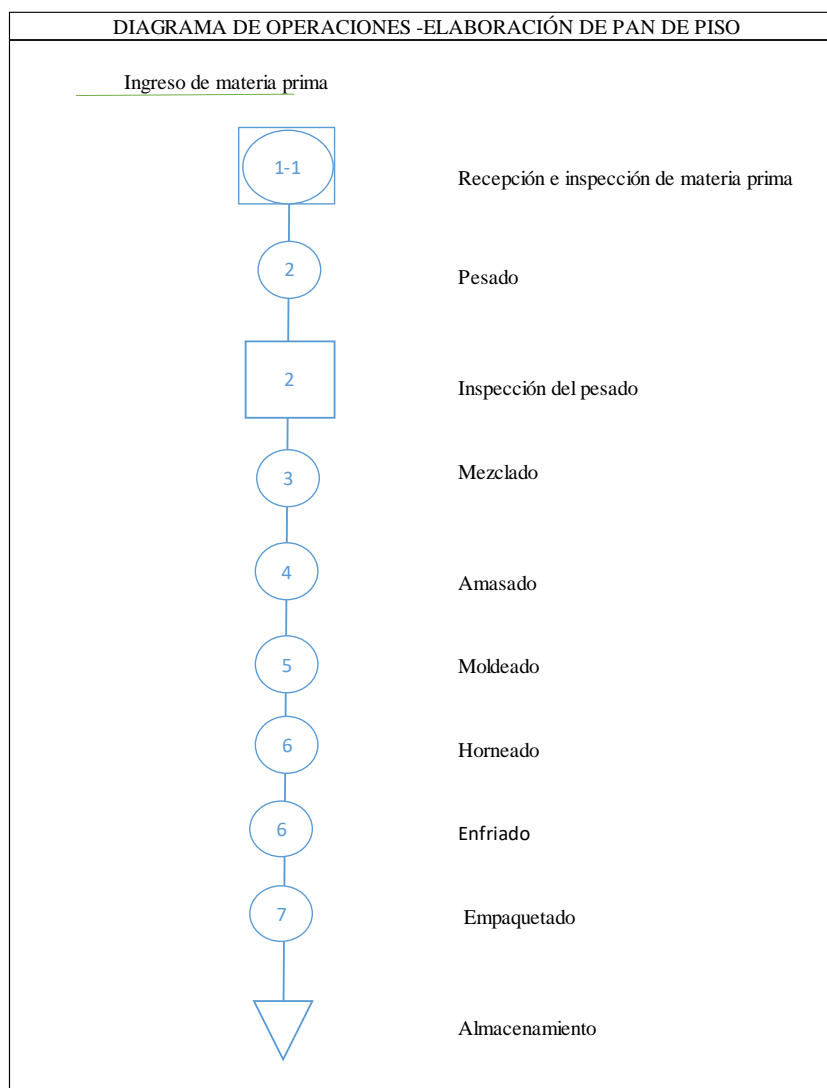 DIAGRAMA DE OPERACIONES -ELABORACIÓN DE PAN DE PISO
Ingreso de materia prima
1-1
Recepción e inspección de materia prima
2
Pesado
2
Inspección del pesado
3
Mezclado
4
Amasado
5
Moldeado
6
Horneado
6
Enfriado
7
Empaquetado
Almacenamiento